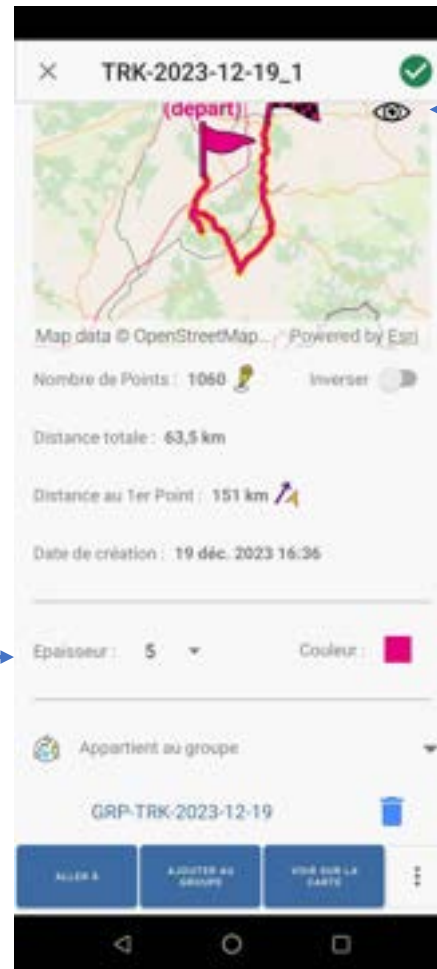 TRK-2023-12-19_1
(départ)
Map data © OpenStreetMap... Powered by Esri
Nombre de Points : 1060 Inverser
Distance totale : 63,5 km
Distance au 1er Point : 151 km
Date de création : 19 déc. 2023 16:36
Epaisseur : 5 Couleur :
Appartient au groupe
GRP-TRK-2023-12-19
ALLER À
AJOUTER AU GROUPE
VOIR SUR LA CARTE